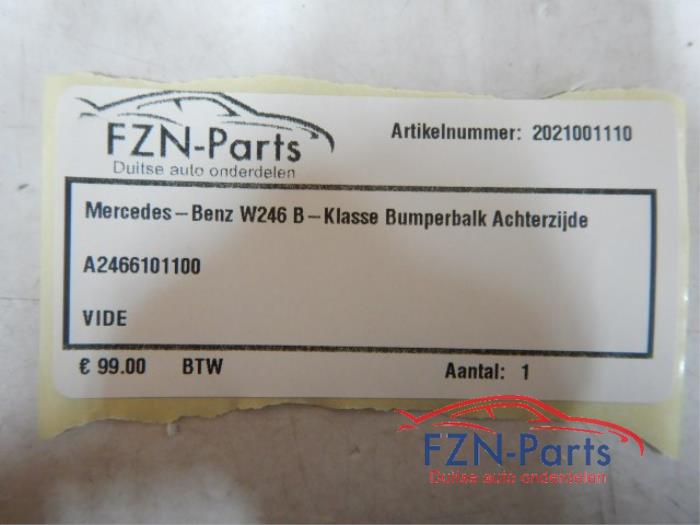 FZN-Parts
Duitse auto onderdelen
Artikelnummer: 2021001110
Mercedes-Benz W246 B-Klasse Bumperbalk Achterzijde
A2466101100
VIDE
€ 99.00 BTW Aantal: 1
FZN-Parts
Duitse auto onderdelen